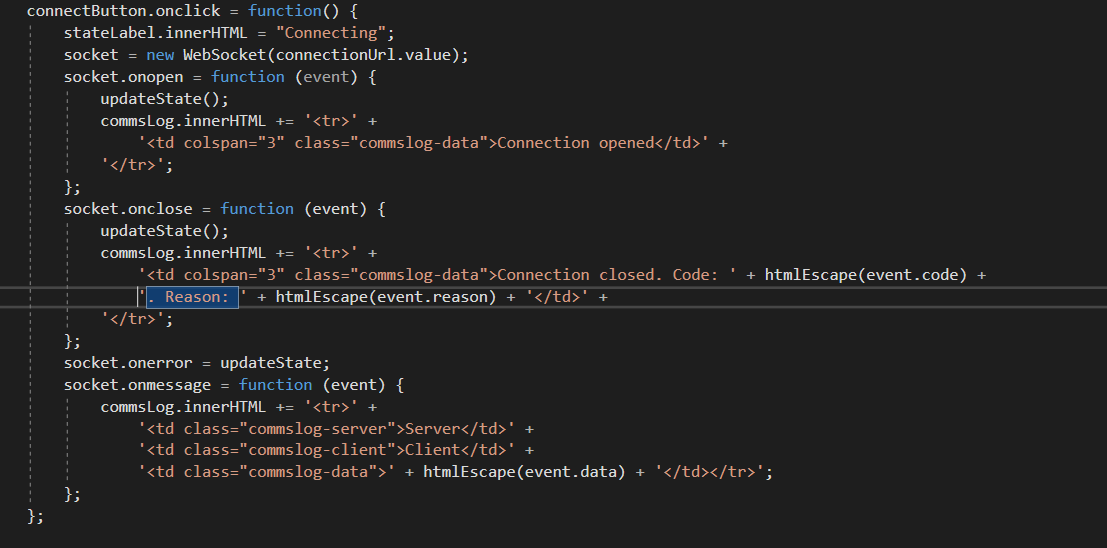 connectButton.onclick = function() {
    stateLabel.innerHTML = "Connecting";
    socket = new WebSocket(connectionUrl.value);
    socket.onopen = function (event) {
        updateState();
        commsLog.innerHTML += '<tr>' +
            '<td colspan="3" class="commslog-data">Connection opened</td>' +
        '</tr>';
    };
    socket.onclose = function (event) {
        updateState();
        commsLog.innerHTML += '<tr>' +
            '<td colspan="3" class="commslog-data">Connection closed. Code: ' + htmlEscape(event.code) +
            '. Reason: ' + htmlEscape(event.reason) + '</td>' +
        '</tr>';
    };
    socket.onerror = updateState;
    socket.onmessage = function (event) {
        commsLog.innerHTML += '<tr>' +
            '<td class="commslog-server">Server</td>' +
            '<td class="commslog-client">Client</td>' +
            '<td class="commslog-data">' + htmlEscape(event.data) + '</td></tr>';
    };
};